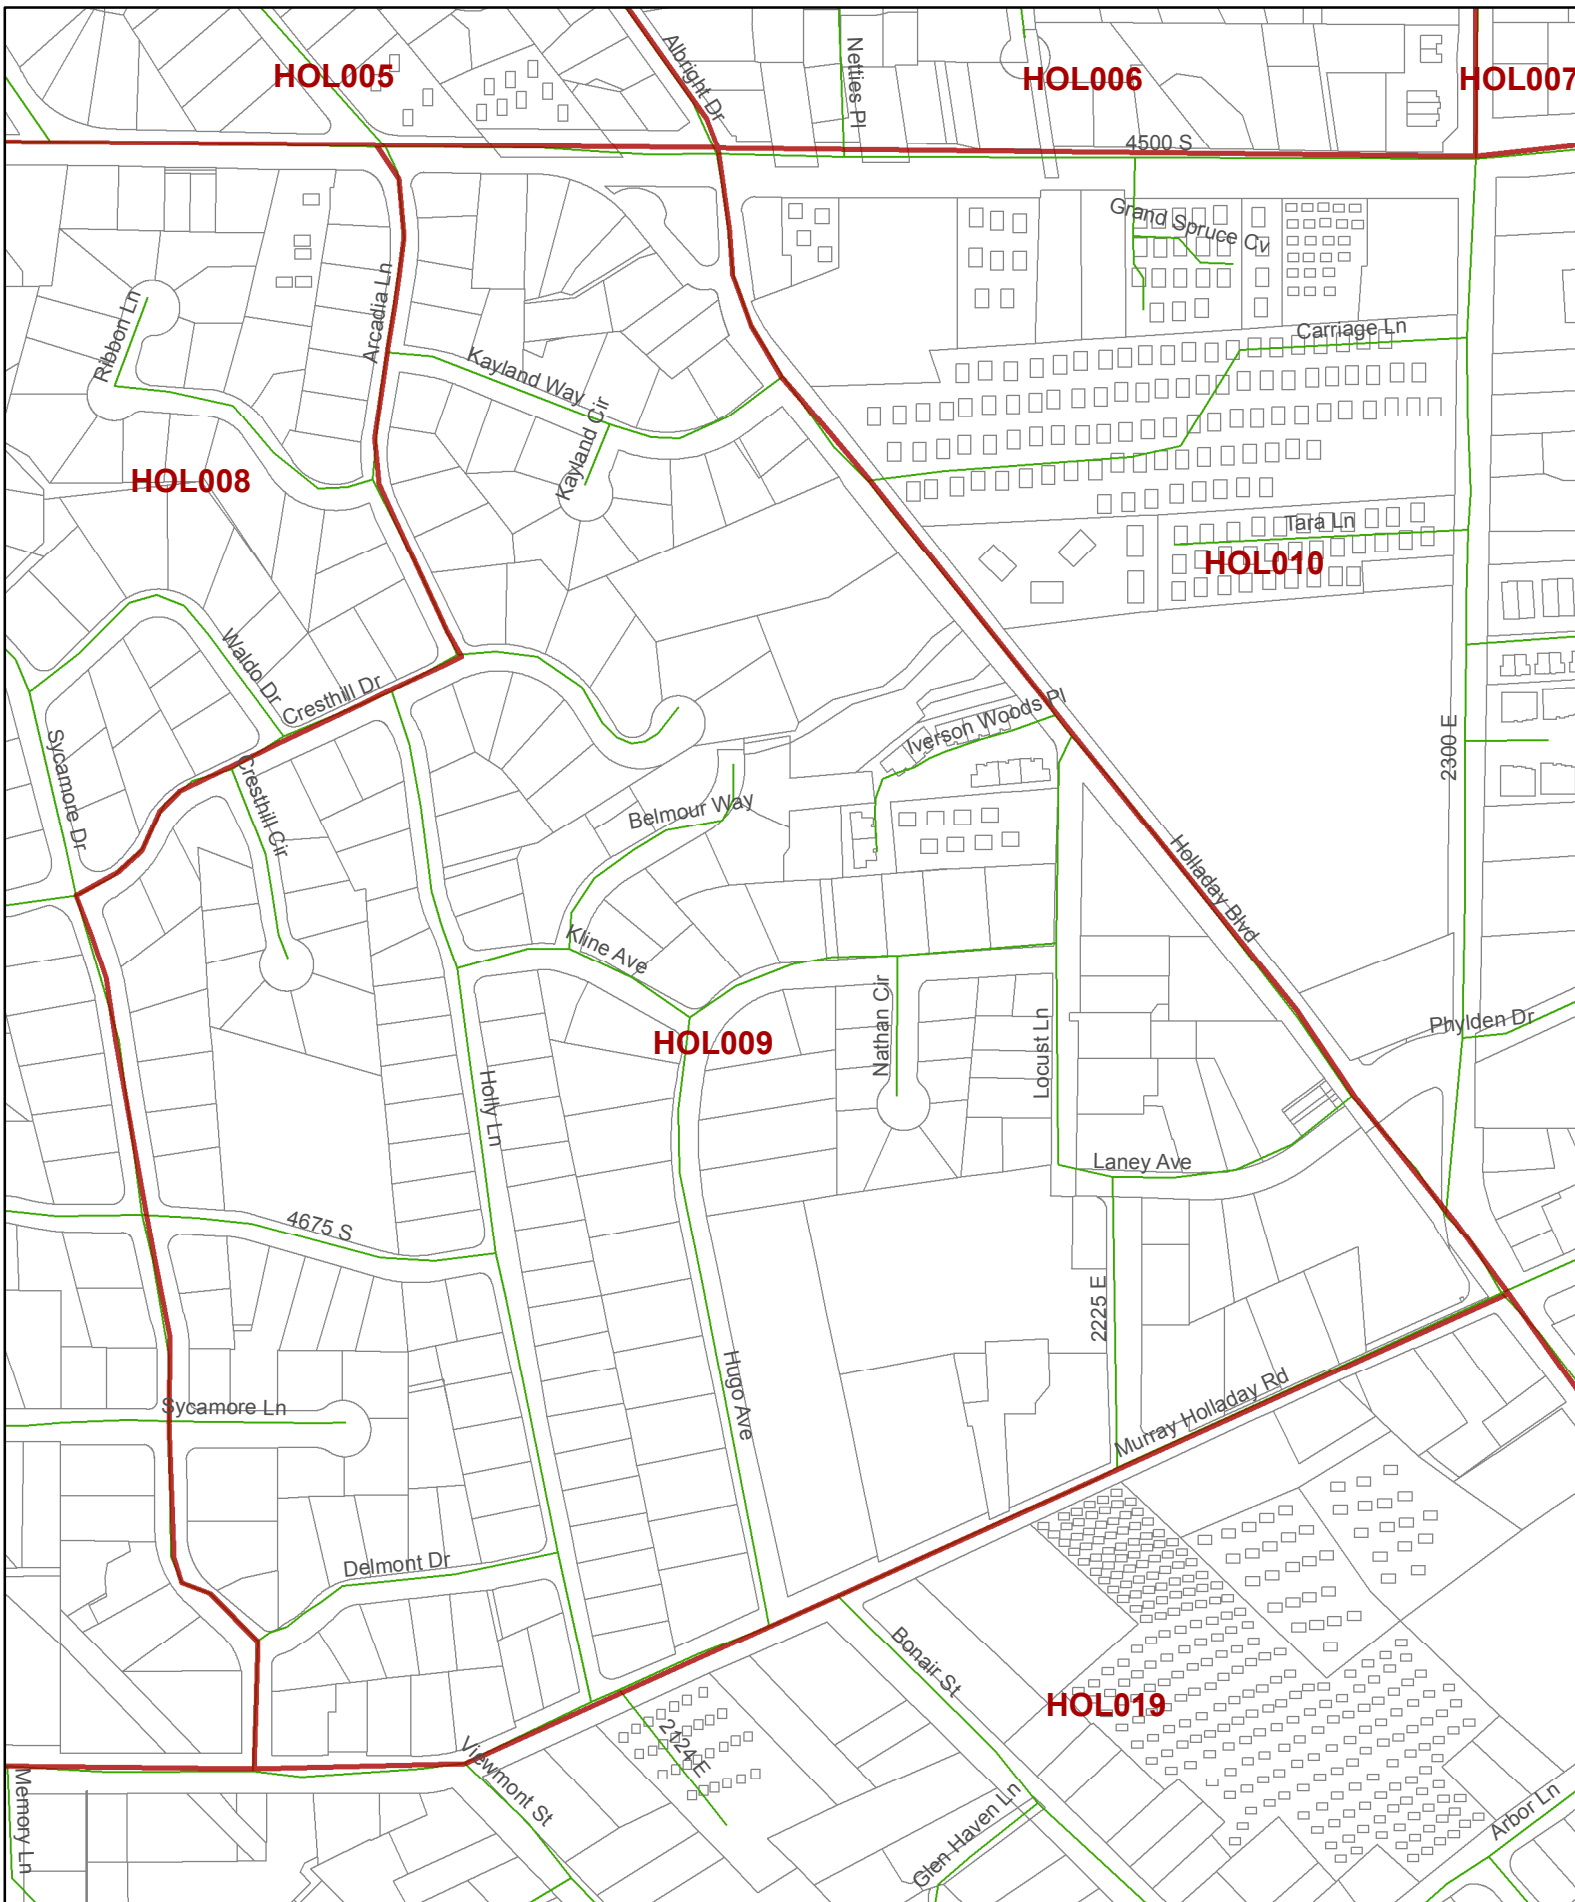 HOL005
Albright Dr
Netties Pl
HOL006
HOL007
4500 S
Grand Spruce Cv
Ribbon Ln
Arcadia Ln
Carriage Ln
Kayland Way
Kayland Cir
HOL008
Tara Ln
HOL010
Waldo Dr
Cresthill Dr
Iverson Woods Pl
2300 E
Sycamore Dr
Cresthill Cir
Belmour Way
Holladay Blvd
Kline Ave
Nathan Cir
HOL009
Locust Ln
Phylden Dr
Holly Ln
Laney Ave
4675 S
2225 E
Hugo Ave
Sycamore Ln
Murray Holladay Rd
Delmont Dr
Bonair St
HOL019
2124 E
Viewmont St
Memory Ln
Glen Haven Ln
Arbor Ln